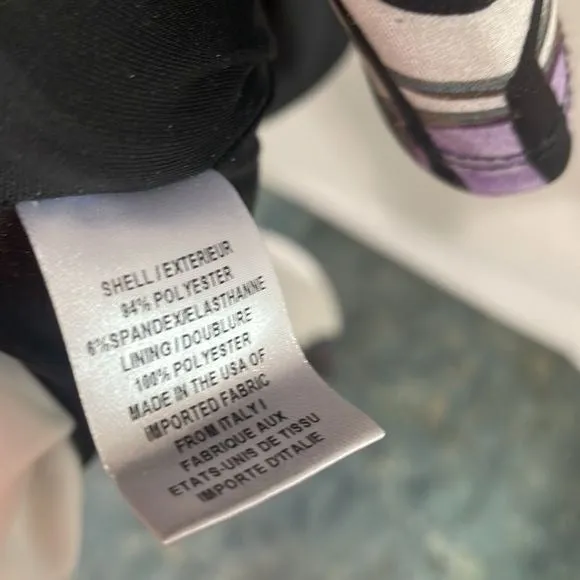 SHELL / EXTERIEUR
94% POLYESTER
6%SPANDEX/ELASTHANNE
LINING / DOUBLURE
100% POLYESTER
MADE IN THE USA OF
IMPORTED FABRIC
FROM ITALY /
FABRIQUE AUX
ETATS-UNIS DE TISSU
IMPORTE D'ITALIE